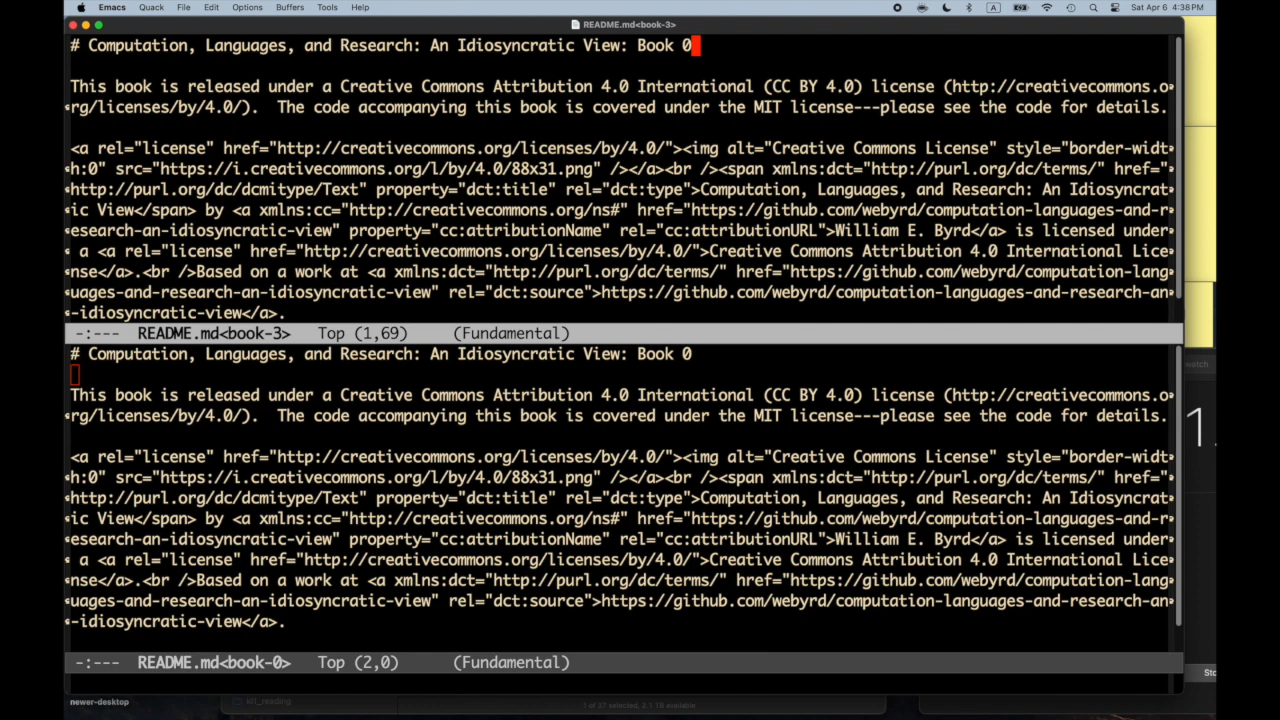 Emacs Quack File Edit Options Buffers Tools Help A Sat Apr 6 4:38 PM
README.md<book-3>
# Computation, Languages, and Research: An Idiosyncratic View: Book 0
This book is released under a Creative Commons Attribution 4.0 International (CC BY 4.0) license (http://creativecommons.o
rg/licenses/by/4.0/).  The code accompanying this book is covered under the MIT license---please see the code for details.
<a rel="license" href="http://creativecommons.org/licenses/by/4.0/"><img alt="Creative Commons License" style="border-widt
h:0" src="https://i.creativecommons.org/l/by/4.0/88x31.png" /></a><br /><span xmlns:dct="http://purl.org/dc/terms/" href="
http://purl.org/dc/dcmitype/Text" property="dct:title" rel="dct:type">Computation, Languages, and Research: An Idiosyncrat
ic View</span> by <a xmlns:cc="http://creativecommons.org/ns#" href="https://github.com/webyrd/computation-languages-and-r
esearch-an-idiosyncratic-view" property="cc:attributionName" rel="cc:attributionURL">William E. Byrd</a> is licensed under
 a <a rel="license" href="http://creativecommons.org/licenses/by/4.0/">Creative Commons Attribution 4.0 International Lice
nse</a>.<br />Based on a work at <a xmlns:dct="http://purl.org/dc/terms/" href="https://github.com/webyrd/computation-lang
uages-and-research-an-idiosyncratic-view" rel="dct:source">https://github.com/webyrd/computation-languages-and-research-an
-idiosyncratic-view</a>.
-:---  README.md<book-3>   Top (1,69)     (Fundamental)
# Computation, Languages, and Research: An Idiosyncratic View: Book 0
This book is released under a Creative Commons Attribution 4.0 International (CC BY 4.0) license (http://creativecommons.o
rg/licenses/by/4.0/).  The code accompanying this book is covered under the MIT license---please see the code for details.
<a rel="license" href="http://creativecommons.org/licenses/by/4.0/"><img alt="Creative Commons License" style="border-widt
h:0" src="https://i.creativecommons.org/l/by/4.0/88x31.png" /></a><br /><span xmlns:dct="http://purl.org/dc/terms/" href="
http://purl.org/dc/dcmitype/Text" property="dct:title" rel="dct:type">Computation, Languages, and Research: An Idiosyncrat
ic View</span> by <a xmlns:cc="http://creativecommons.org/ns#" href="https://github.com/webyrd/computation-languages-and-r
esearch-an-idiosyncratic-view" property="cc:attributionName" rel="cc:attributionURL">William E. Byrd</a> is licensed under
 a <a rel="license" href="http://creativecommons.org/licenses/by/4.0/">Creative Commons Attribution 4.0 International Lice
nse</a>.<br />Based on a work at <a xmlns:dct="http://purl.org/dc/terms/" href="https://github.com/webyrd/computation-lang
uages-and-research-an-idiosyncratic-view" rel="dct:source">https://github.com/webyrd/computation-languages-and-research-an
-idiosyncratic-view</a>.
-:---  README.md<book-0>   Top (2,0)      (Fundamental)
watch
1.
Sto
newer-desktop
1 of 37 selected, 2.1 TB available